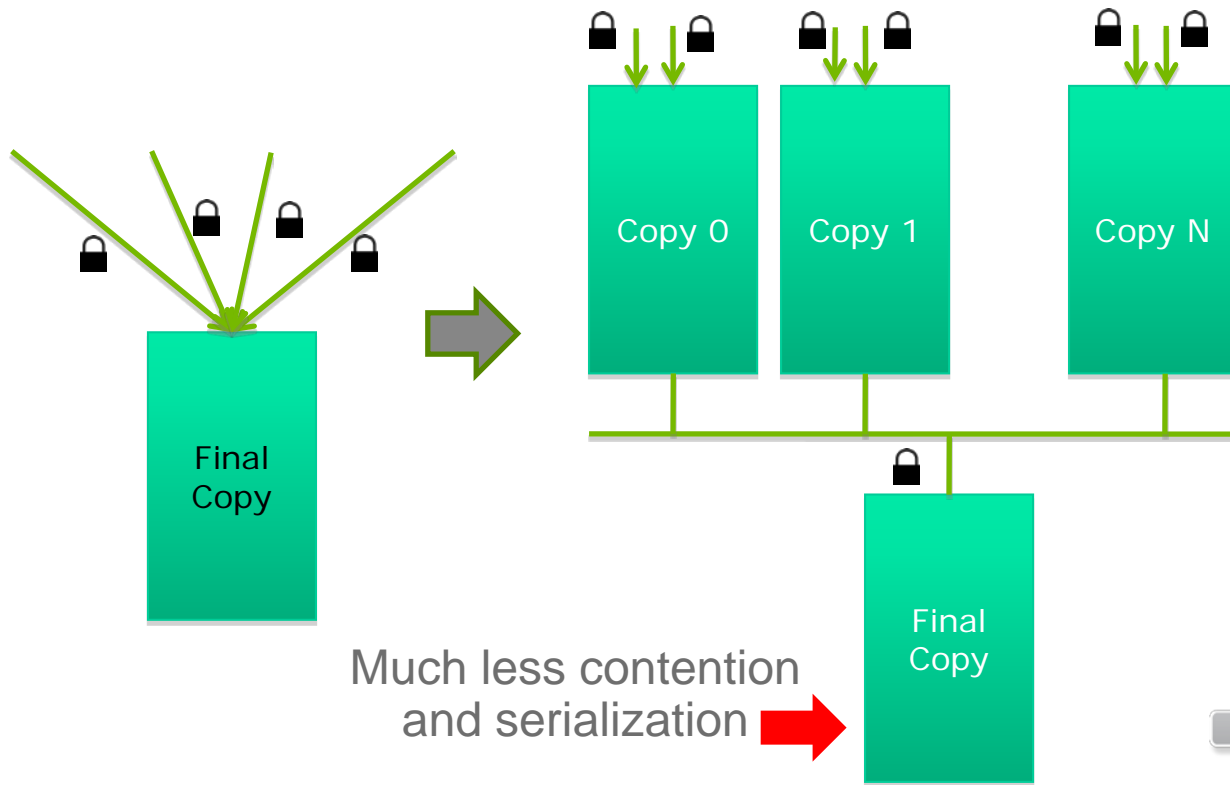 Final
Copy
Copy 0
Copy 1
Copy N
Final
Copy
Much less contention
and serialization